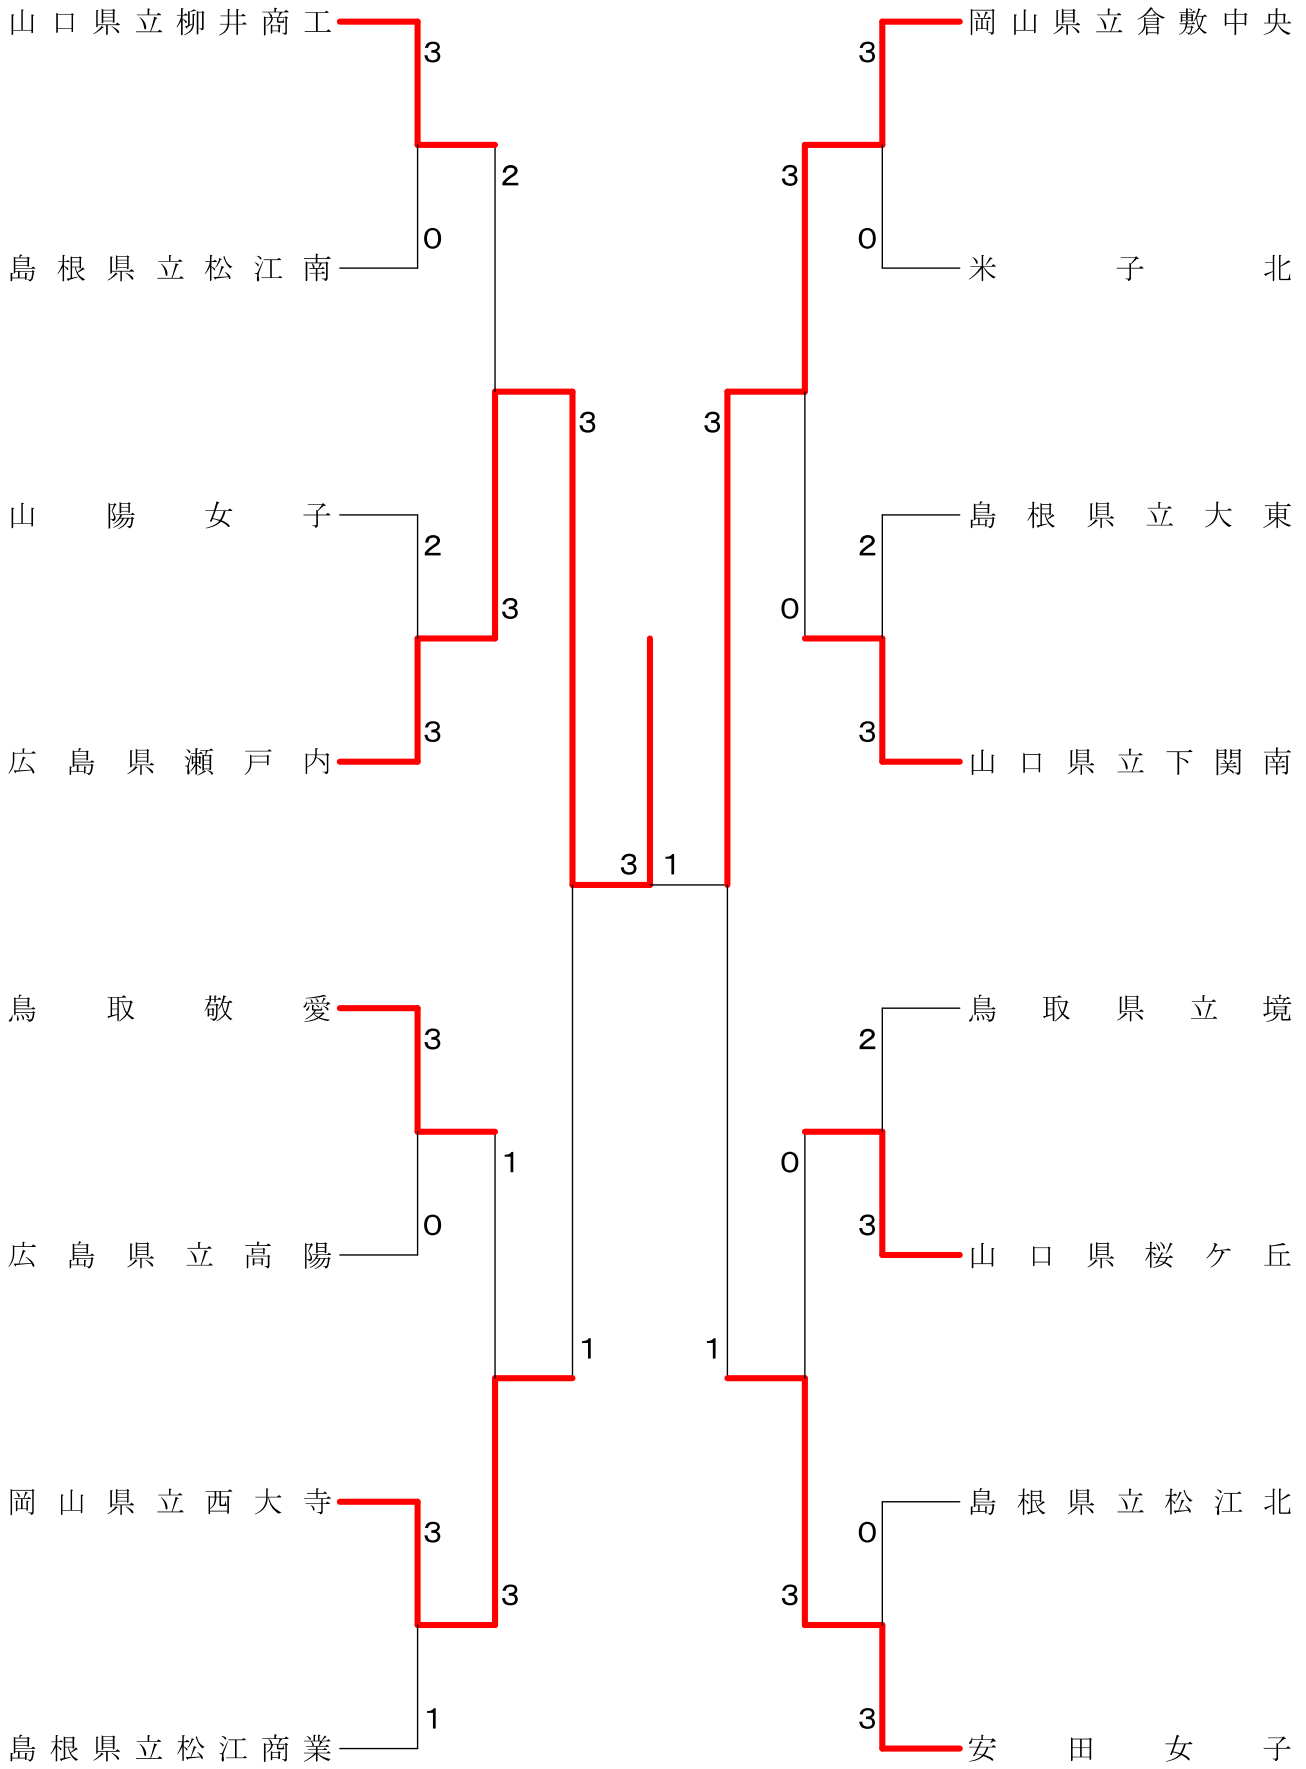 山口県立柳井商工
岡山県立倉敷中央
3
3
2
3
0
0
島根県立松江南
米子北
3
3
山陽女子
島根県立大東
2
2
3
0
3
3
広島県瀬戸内
山口県立下関南
3 1
鳥取敬愛
鳥取県立境
3
2
1
0
0
3
広島県立高陽
山口県桜ケ丘
1
1
岡山県立西大寺
島根県立松江北
3
0
3
3
1
3
島根県立松江商業
安田女子